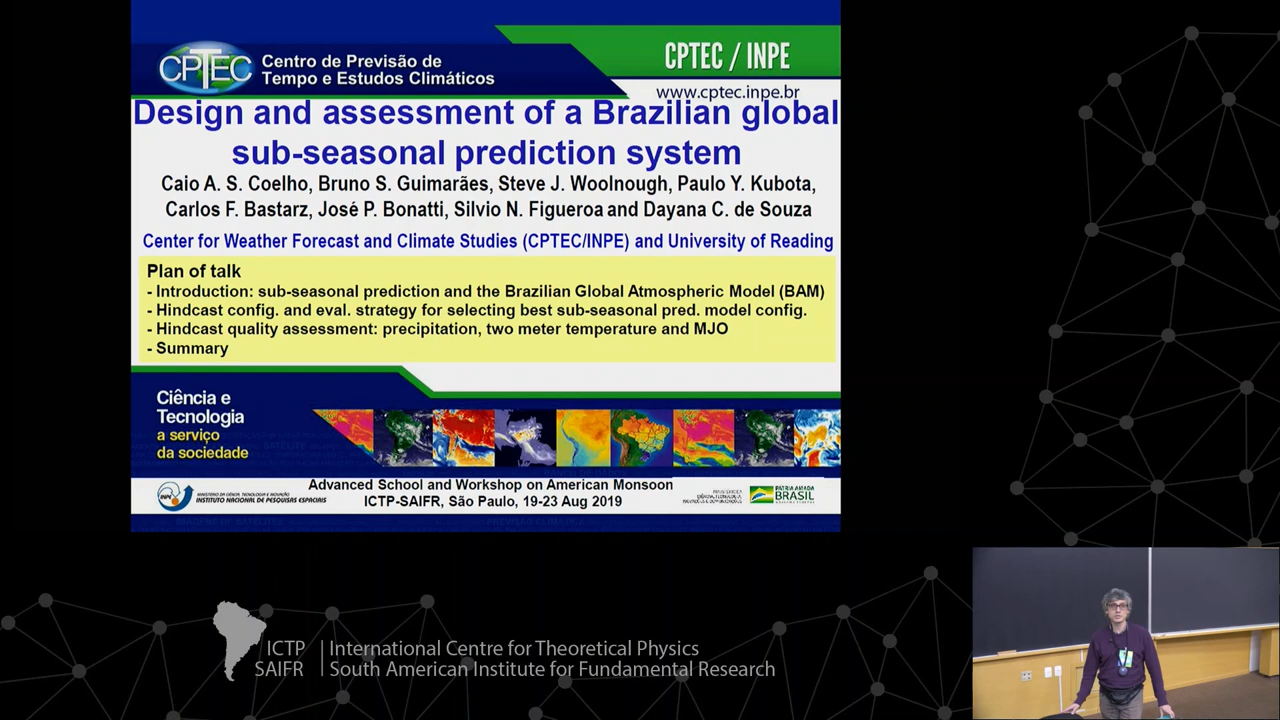 CPTEC
Centro de Previsão de
Tempo e Estudos Climáticos
CPTEC / INPE
www.cptec.inpe.br
Design and assessment of a Brazilian global
sub-seasonal prediction system
Caio A. S. Coelho, Bruno S. Guimarães, Steve J. Woolnough, Paulo Y. Kubota,
Carlos F. Bastarz, José P. Bonatti, Silvio N. Figueroa and Dayana C. de Souza
Center for Weather Forecast and Climate Studies (CPTEC/INPE) and University of Reading
Plan of talk
- Introduction: sub-seasonal prediction and the Brazilian Global Atmospheric Model (BAM)
- Hindcast config. and eval. strategy for selecting best sub-seasonal pred. model config.
- Hindcast quality assessment: precipitation, two meter temperature and MJO
- Summary
Ciência e
Tecnologia
a serviço
da sociedade
Advanced School and Workshop on American Monsoon
ICTP-SAIFR, São Paulo, 19-23 Aug 2019
INSTITUTO NACIONAL DE PESQUISAS ESPACIAIS
PÁTRIA AMADA
BRASIL
ICTP
SAIFR
International Centre for Theoretical Physics
South American Institute for Fundamental Research